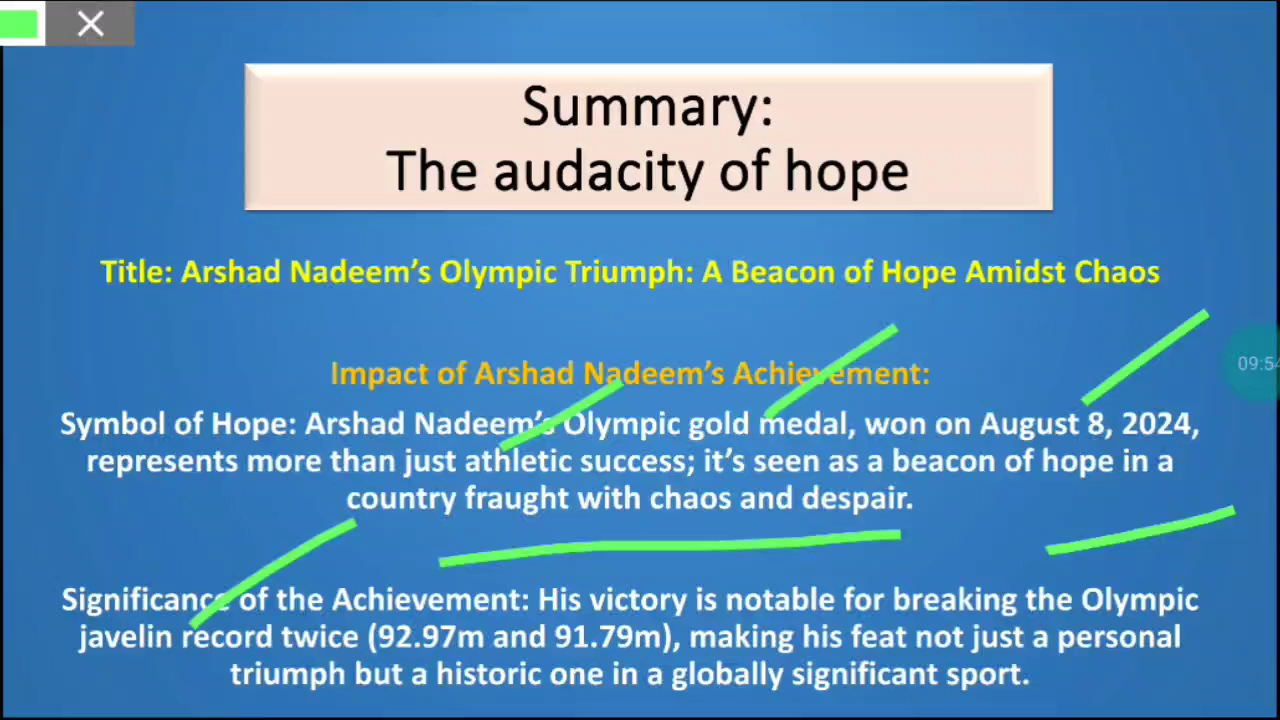 Summary:
The audacity of hope
Title: Arshad Nadeem’s Olympic Triumph: A Beacon of Hope Amidst Chaos
Impact of Arshad Nadeem’s Achievement:
Symbol of Hope: Arshad Nadeem’s Olympic gold medal, won on August 8, 2024,
represents more than just athletic success; it’s seen as a beacon of hope in a
country fraught with chaos and despair.
09:54
Significance of the Achievement: His victory is notable for breaking the Olympic
javelin record twice (92.97m and 91.79m), making his feat not just a personal
triumph but a historic one in a globally significant sport.